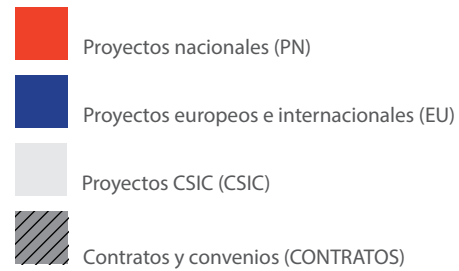 Proyectos nacionales (PN)
Proyectos europeos e internacionales (EU)
Proyectos CSIC (CSIC)
Contratos y convenios (CONTRATOS)